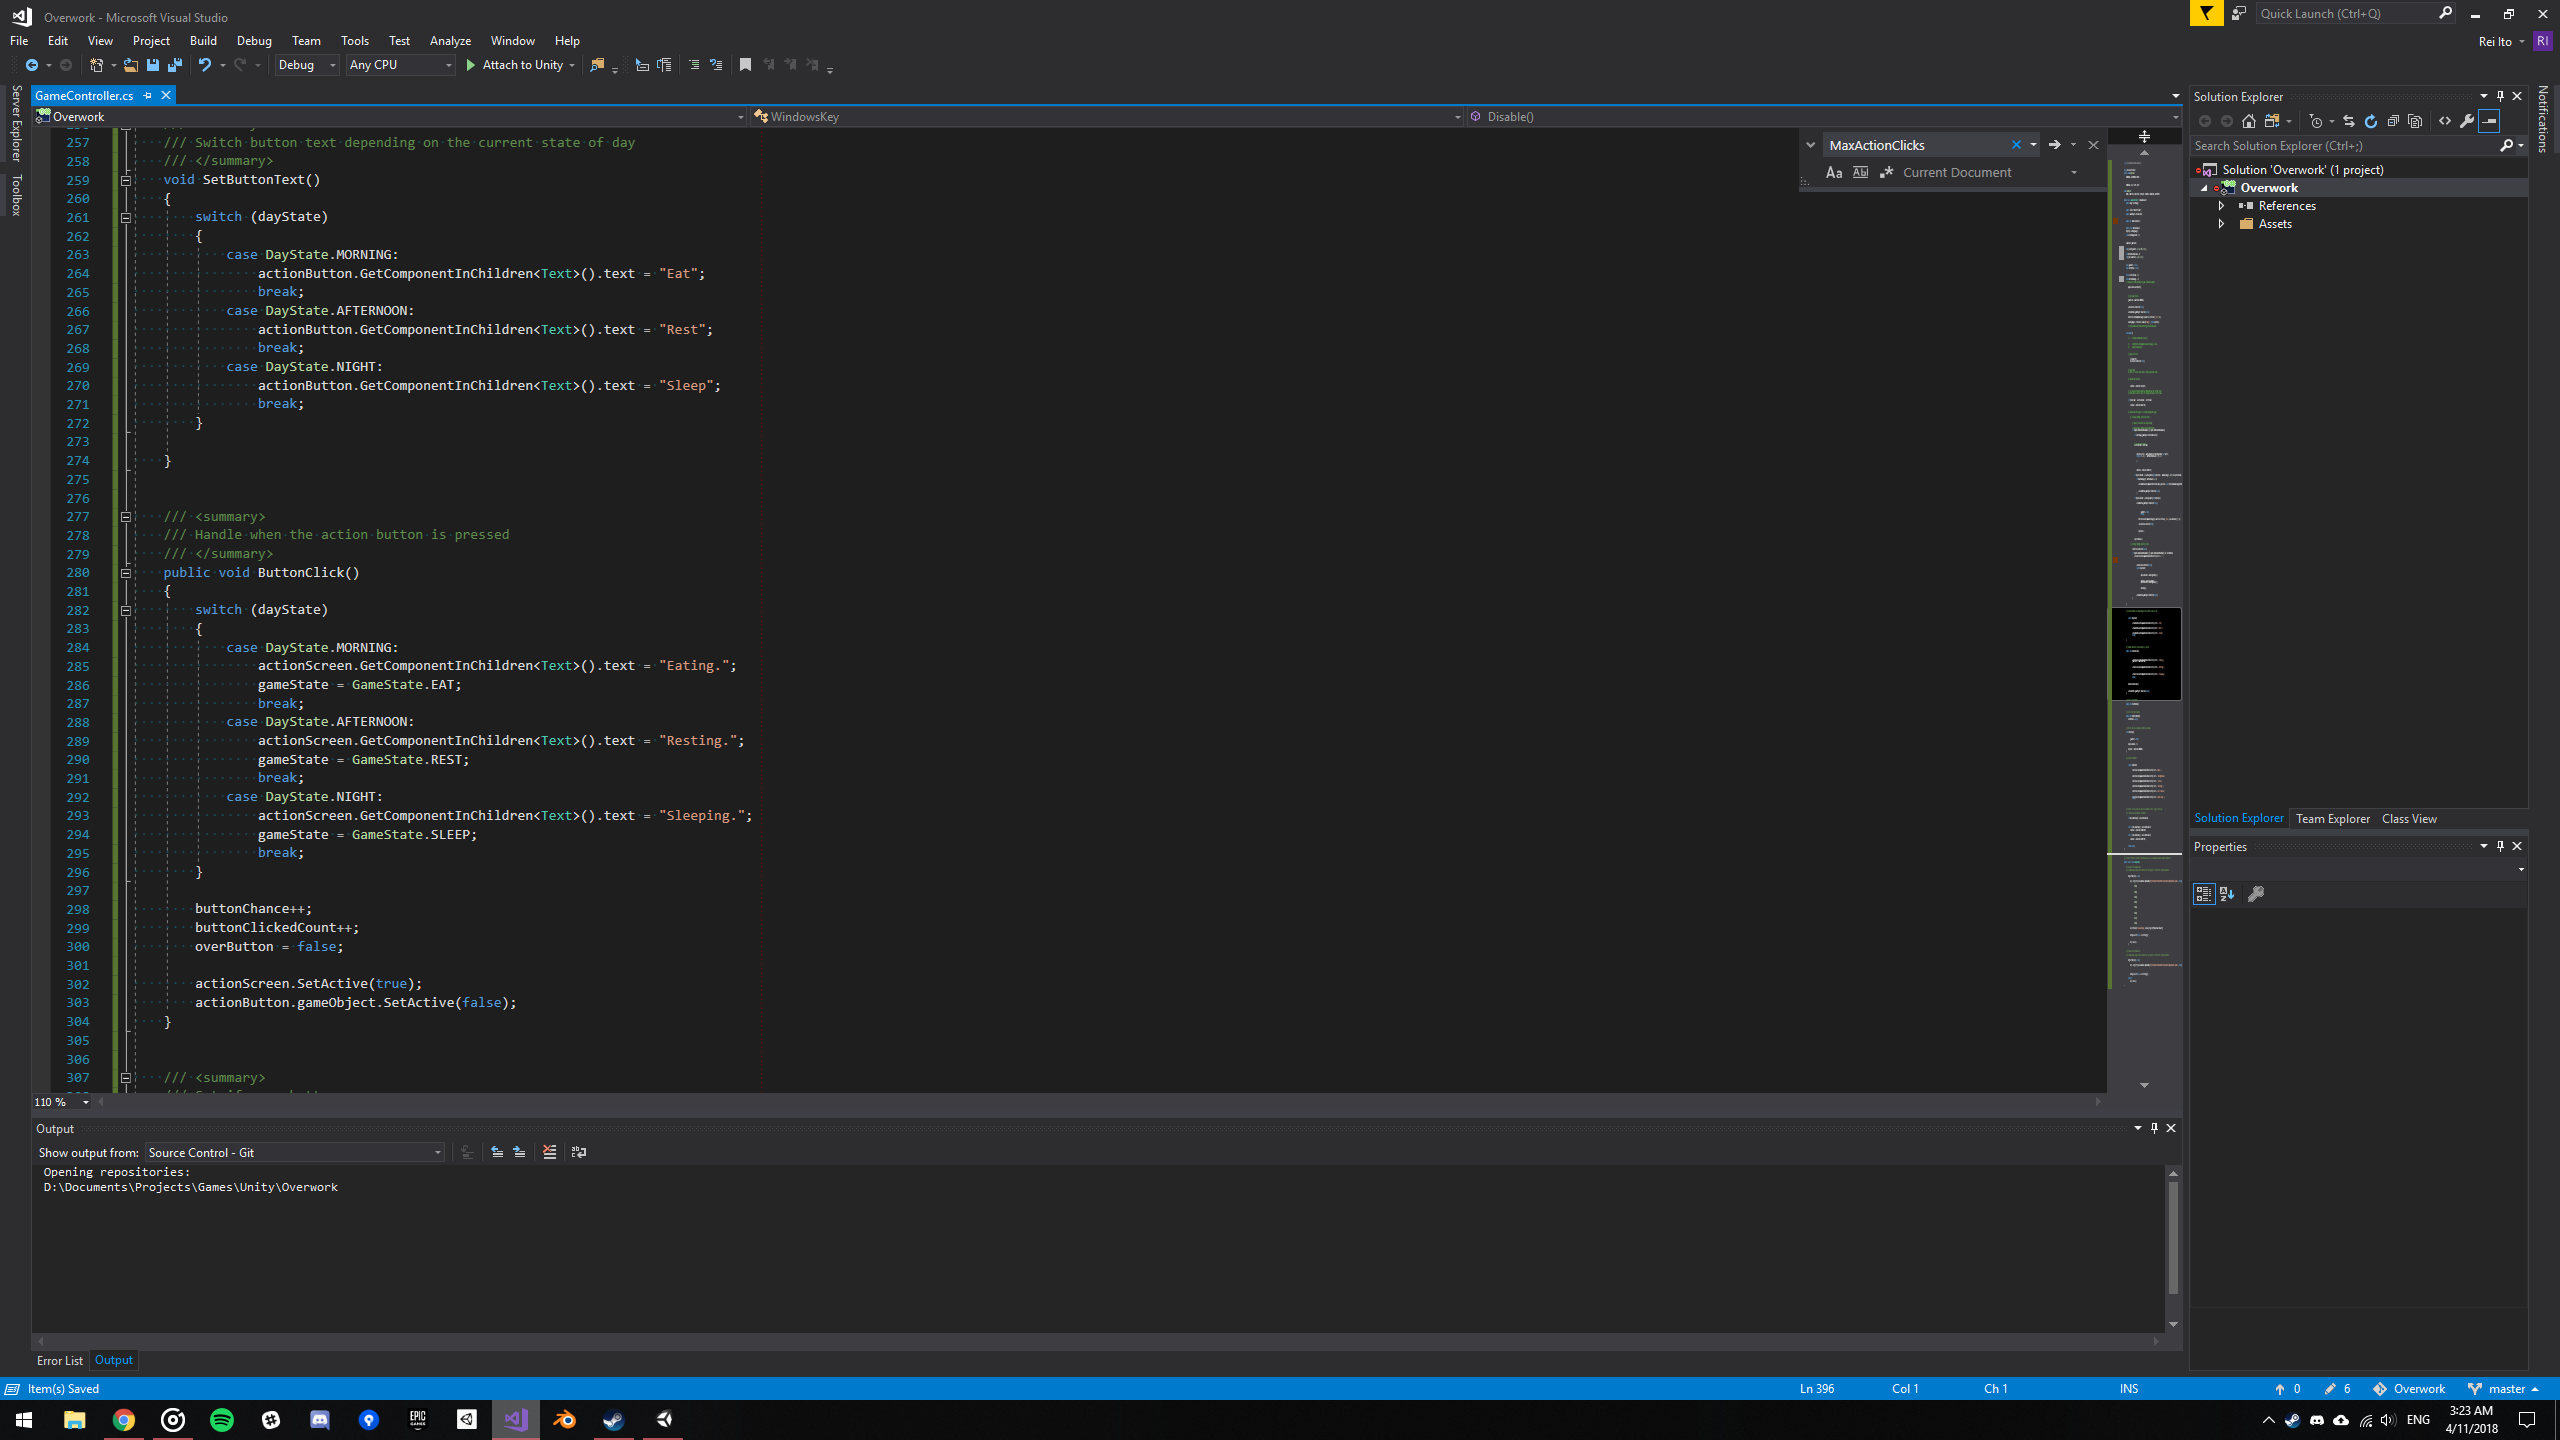 Overwork - Microsoft Visual Studio
Quick Launch (Ctrl+Q)
File Edit View Project Build Debug Team Tools Test Analyze Window Help
Rei Ito RI
Debug Any CPU Attach to Unity
Server Explorer
Toolbox
GameController.cs
Overwork WindowsKey Disable()
MaxActionClicks
Aa Current Document
257 /// Switch button text depending on the current state of day
258 /// </summary>
259 void SetButtonText()
260 {
261 switch (dayState)
262 {
263 case DayState.MORNING:
264 actionButton.GetComponentInChildren<Text>().text = "Eat";
265 break;
266 case DayState.AFTERNOON:
267 actionButton.GetComponentInChildren<Text>().text = "Rest";
268 break;
269 case DayState.NIGHT:
270 actionButton.GetComponentInChildren<Text>().text = "Sleep";
271 break;
272 }
273
274 }
275
276
277 /// <summary>
278 /// Handle when the action button is pressed
279 /// </summary>
280 public void ButtonClick()
281 {
282 switch (dayState)
283 {
284 case DayState.MORNING:
285 actionScreen.GetComponentInChildren<Text>().text = "Eating.";
286 gameState = GameState.EAT;
287 break;
288 case DayState.AFTERNOON:
289 actionScreen.GetComponentInChildren<Text>().text = "Resting.";
290 gameState = GameState.REST;
291 break;
292 case DayState.NIGHT:
293 actionScreen.GetComponentInChildren<Text>().text = "Sleeping.";
294 gameState = GameState.SLEEP;
295 break;
296 }
297
298 buttonChance++;
299 buttonClickedCount++;
300 overButton = false;
301
302 actionScreen.SetActive(true);
303 actionButton.gameObject.SetActive(false);
304 }
305
306
307 /// <summary>
110 %
Output
Show output from: Source Control - Git
Opening repositories:
D:\Documents\Projects\Games\Unity\Overwork
Error List Output
Solution Explorer
Search Solution Explorer (Ctrl+;)
Solution 'Overwork' (1 project)
Overwork
References
Assets
Solution Explorer Team Explorer Class View
Properties
Notifications
Item(s) Saved Ln 396 Col 1 Ch 1 INS 0 6 Overwork master
EPIC GAMES
ENG
3:23 AM
4/11/2018